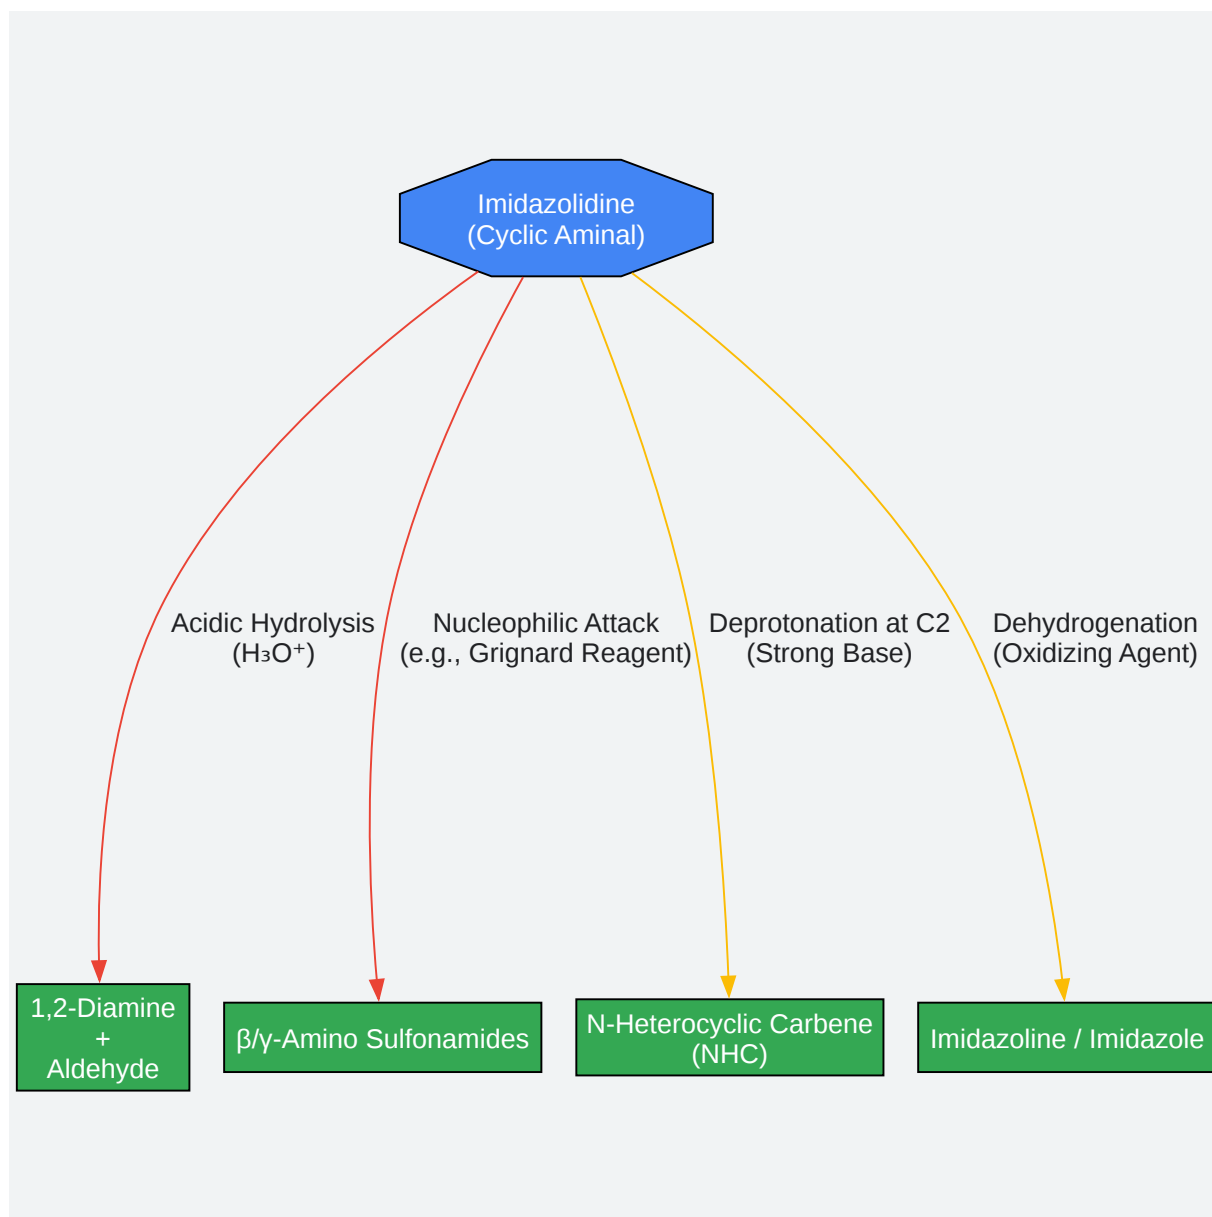 Imidazolidine
(Cyclic Aminal)
Acidic Hydrolysis
(H₃O⁺)
Nucleophilic Attack
(e.g., Grignard Reagent)
Deprotonation at C2
(Strong Base)
Dehydrogenation
(Oxidizing Agent)
1,2-Diamine
+
Aldehyde
β/γ-Amino Sulfonamides
N-Heterocyclic Carbene
(NHC)
Imidazoline / Imidazole